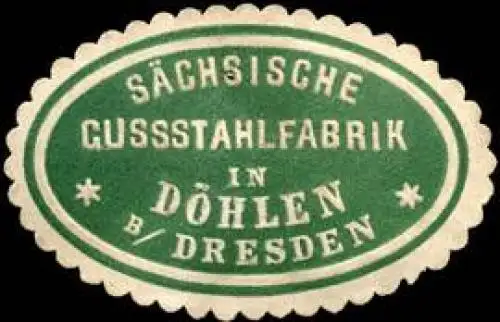 SÄCHSISCHE
GUSSSTAHLFABRIK
IN
DÖHLEN
B/ DRESDEN